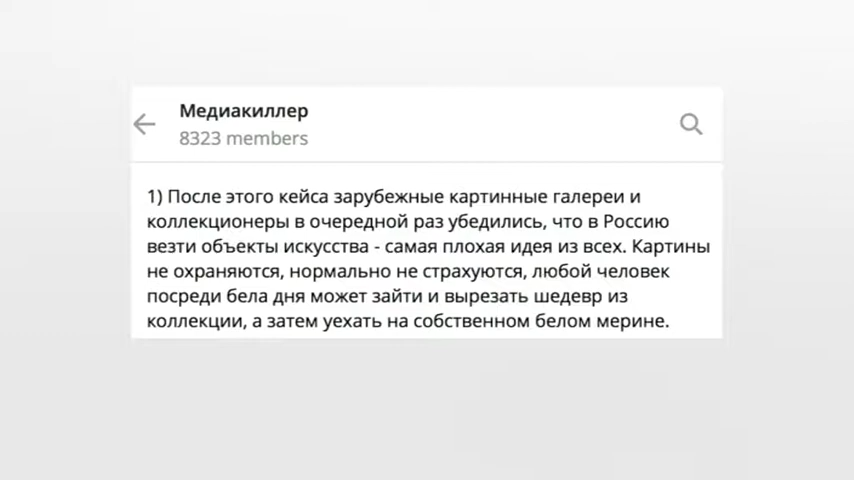 Медиакиллер
8323 members
1) После этого кейса зарубежные картинные галереи и
коллекционеры в очередной раз убедились, что в Россию
везти объекты искусства - самая плохая идея из всех. Картины
не охраняются, нормально не страхуются, любой человек
посреди бела дня может зайти и вырезать шедевр из
коллекции, а затем уехать на собственном белом мерине.